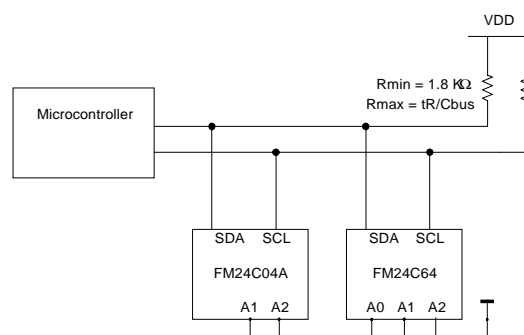 VDD
Rmin = 1.8 KΩ
Rmax = tR/Cbus
Microcontroller
SDA SCL
SDA SCL
FM24C04A
FM24C64
A1 A2
A0 A1 A2